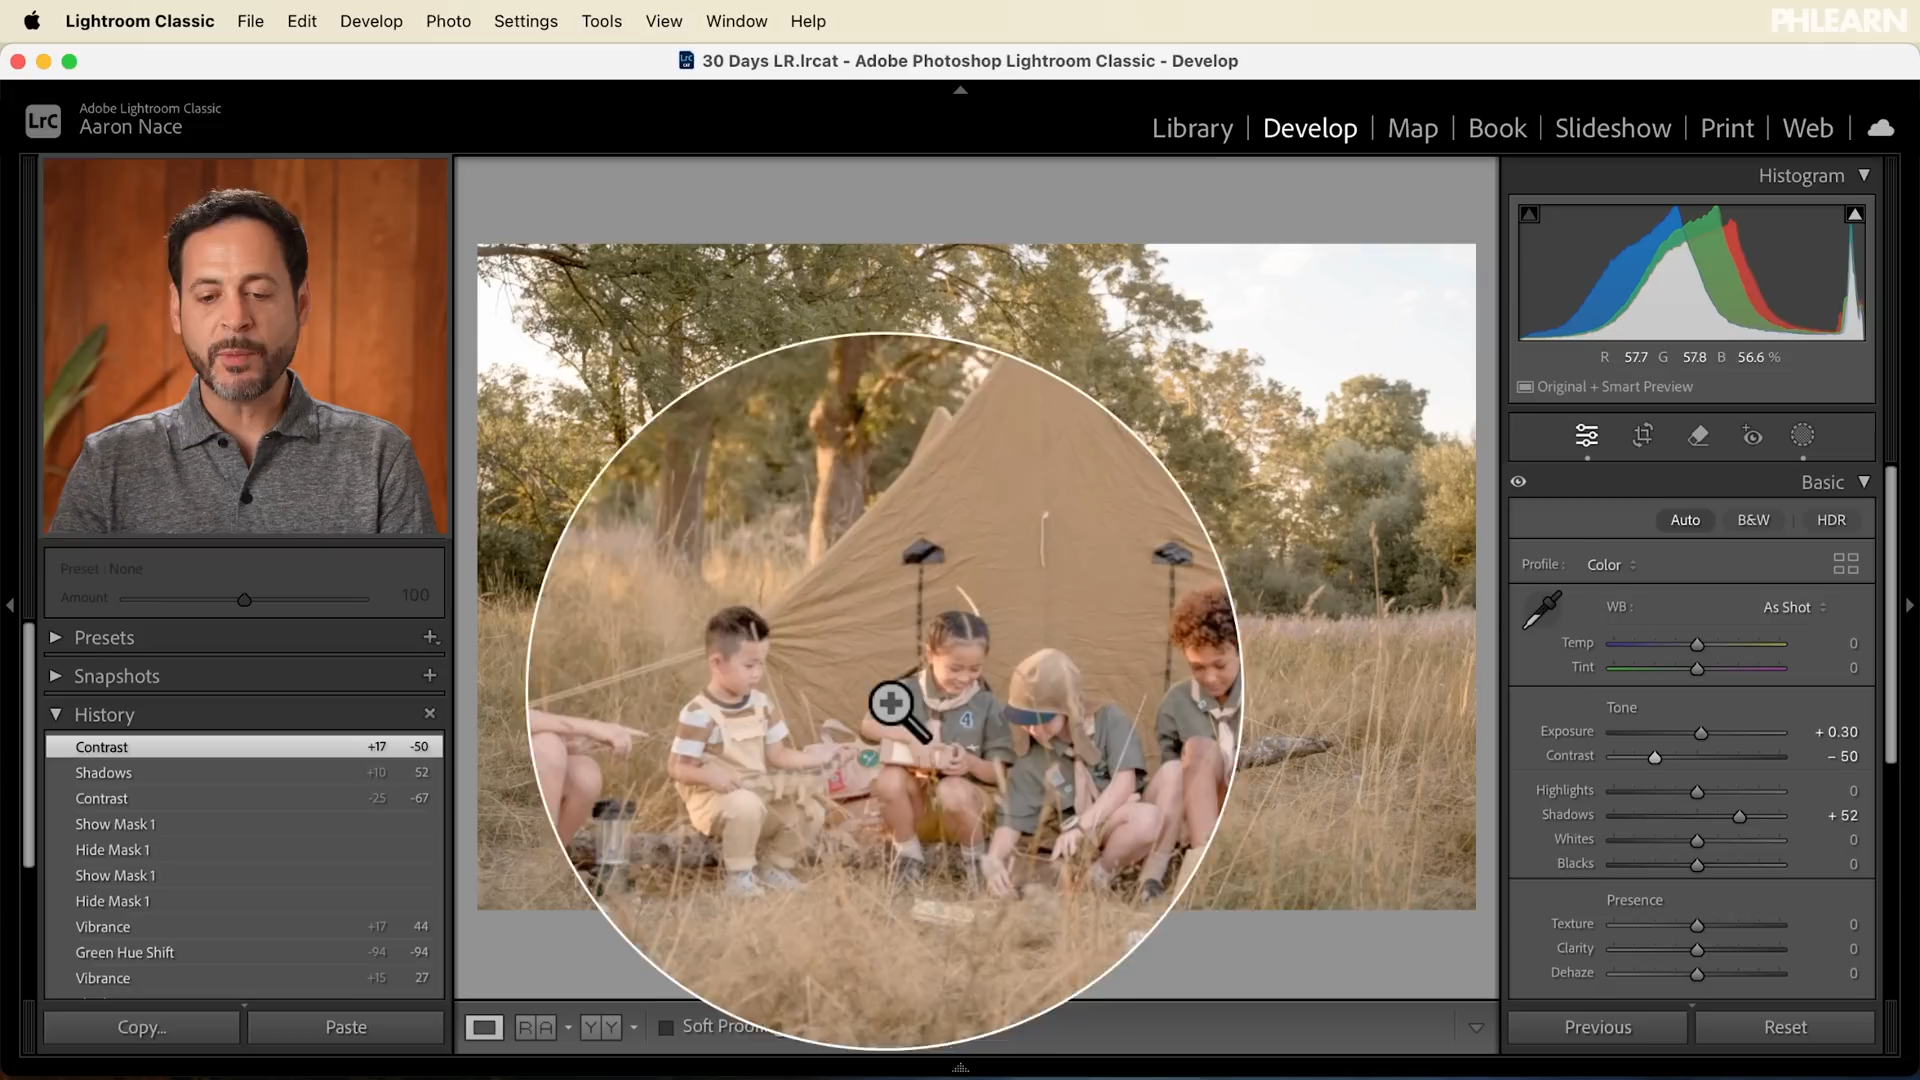 Lightroom Classic File Edit Develop Photo Settings Tools View Window Help
PHLEARN
30 Days LR.lrcat - Adobe Photoshop Lightroom Classic - Develop
LrC
Adobe Lightroom Classic
Aaron Nace
Library | Develop | Map | Book | Slideshow | Print | Web |
Preset : None
Amount 100
Presets
Snapshots
History
Contrast +17 -50
Shadows +10 52
Contrast -25 -67
Show Mask 1
Hide Mask 1
Show Mask 1
Hide Mask 1
Vibrance +17 44
Green Hue Shift -94 -94
Vibrance +15 27
Copy... Paste
4
R A Y Y Soft Proo
Histogram
R 57.7 G 57.8 B 56.6 %
Original + Smart Preview
Basic
Auto B&W | HDR
Profile : Color
WB : As Shot
Temp 0
Tint 0
Tone
Exposure + 0.30
Contrast – 50
Highlights 0
Shadows + 52
Whites 0
Blacks 0
Presence
Texture 0
Clarity 0
Dehaze 0
Previous Reset